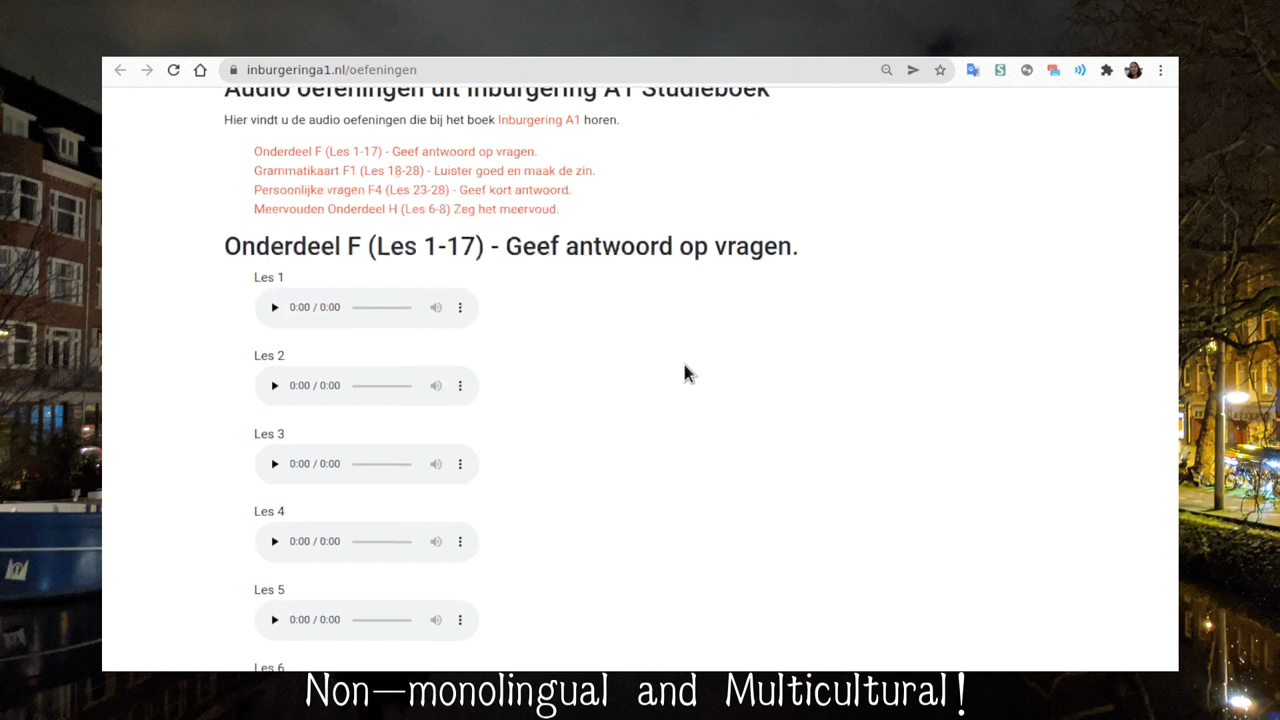 inburgeringa1.nl/oefeningen
Audio oefeningen uit Inburgering A1 Studieboek
Hier vindt u de audio oefeningen die bij het boek Inburgering A1 horen.
Onderdeel F (Les 1-17) - Geef antwoord op vragen.
Grammatikaart F1 (Les 18-28) - Luister goed en maak de zin.
Persoonlijke vragen F4 (Les 23-28) - Geef kort antwoord.
Meervouden Onderdeel H (Les 6-8) Zeg het meervoud.
Onderdeel F (Les 1-17) - Geef antwoord op vragen.
Les 1
0:00 / 0:00
Les 2
0:00 / 0:00
Les 3
0:00 / 0:00
Les 4
0:00 / 0:00
Les 5
0:00 / 0:00
Les 6
Non-monolingual and Multicultural!